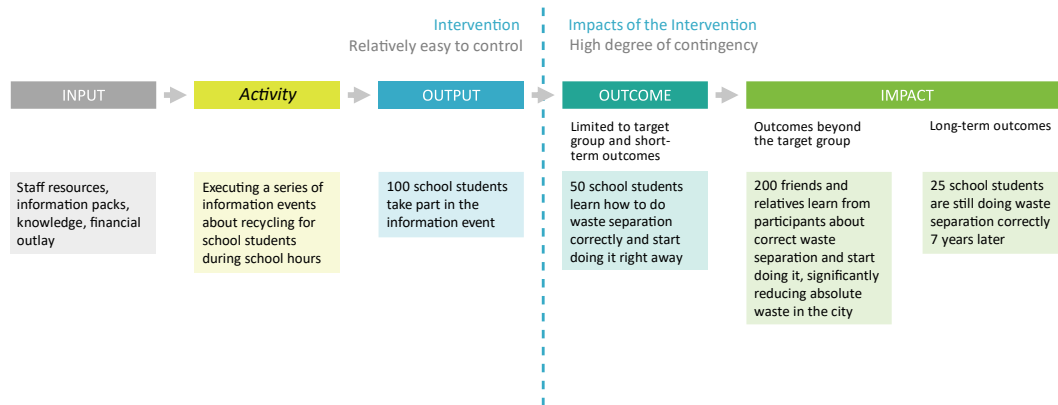 Intervention
Relatively easy to control
Impacts of the Intervention
High degree of contingency
INPUT
Activity
OUTPUT
OUTCOME
IMPACT
Limited to target
group and short-
term outcomes
Outcomes beyond
the target group
Long-term outcomes
Staff resources,
information packs,
knowledge, financial
outlay
Executing a series of
information events
about recycling for
school students
during school hours
100 school students
take part in the
information event
50 school students
learn how to do
waste separation
correctly and start
doing it right away
200 friends and
relatives learn from
participants about
correct waste
separation and start
doing it, significantly
reducing absolute
waste in the city
25 school students
are still doing waste
separation correctly
7 years later